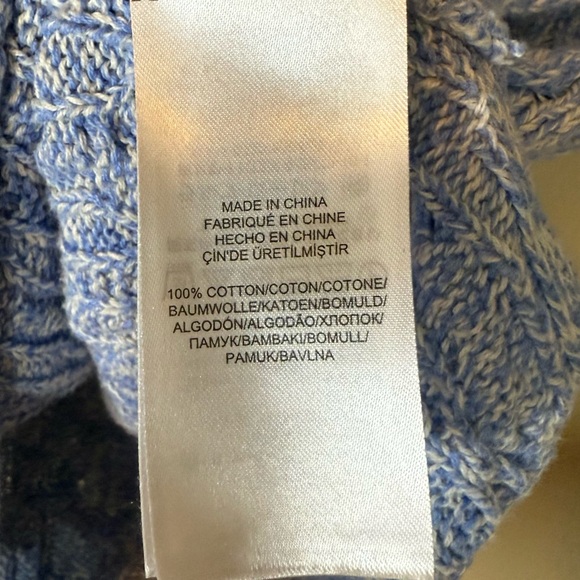 MADE IN CHINA
FABRIQUÉ EN CHINE
HECHO EN CHINA
ÇİN'DE ÜRETİLMİŞTİR
100% COTTON/COTON/COTONE/
BAUMWOLLE/KATOEN/BOMULD/
ALGODÓN/ALGODÃO/ХЛОПОК/
ПАМУК/BAMBAKI/BOMULL/
PAMUK/BAVLNA